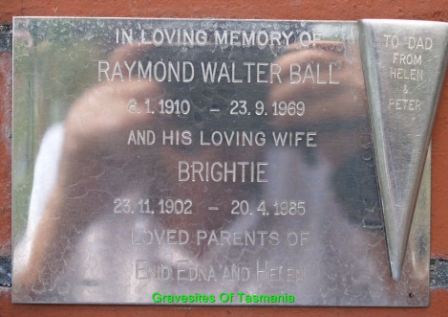 IN LOVING MEMORY OF
RAYMOND WALTER BALL
8.1.1910 – 23.9.1969
AND HIS LOVING WIFE
BRIGHTIE
23.11.1902 – 20.4.1985
LOVED PARENTS OF
ENID EDNA AND HELEN
TO DAD
FROM
HELEN
&
PETER
Gravesites Of Tasmania